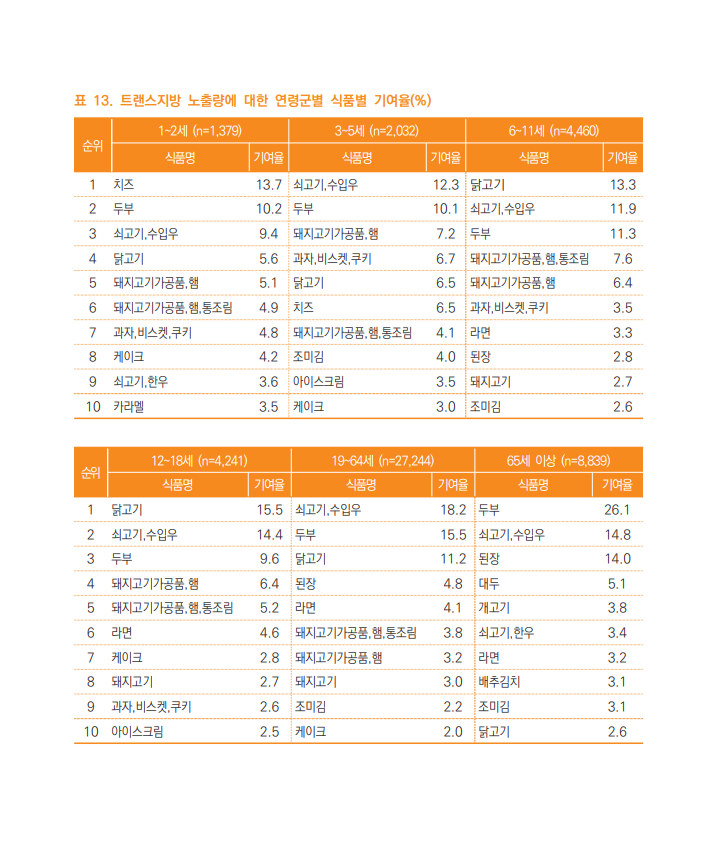 표 13. 트랜스지방 노출량에 대한 연령군별 식품별 기여율(%)
순위 1~2세 (n=1,379) 3~5세 (n=2,032) 6~11세 (n=4,460)
식품명 기여율 식품명 기여율 식품명 기여율
1 치즈 13.7 쇠고기,수입우 12.3 닭고기 13.3
2 두부 10.2 두부 10.1 쇠고기,수입우 11.9
3 쇠고기,수입우 9.4 돼지고기가공품,햄 7.2 두부 11.3
4 닭고기 5.6 과자,비스켓,쿠키 6.7 돼지고기가공품,햄,통조림 7.6
5 돼지고기가공품,햄 5.1 닭고기 6.5 돼지고기가공품,햄 6.4
6 돼지고기가공품,햄,통조림 4.9 치즈 6.5 과자,비스켓,쿠키 3.5
7 과자,비스켓,쿠키 4.8 돼지고기가공품,햄,통조림 4.1 라면 3.3
8 케이크 4.2 조미김 4.0 된장 2.8
9 쇠고기,한우 3.6 아이스크림 3.5 돼지고기 2.7
10 카라멜 3.5 케이크 3.0 조미김 2.6
순위 12~18세 (n=4,241) 19~64세 (n=27,244) 65세 이상 (n=8,839)
식품명 기여율 식품명 기여율 식품명 기여율
1 닭고기 15.5 쇠고기,수입우 18.2 두부 26.1
2 쇠고기,수입우 14.4 두부 15.5 쇠고기,수입우 14.8
3 두부 9.6 닭고기 11.2 된장 14.0
4 돼지고기가공품,햄 6.4 된장 4.8 대두 5.1
5 돼지고기가공품,햄,통조림 5.2 라면 4.1 개고기 3.8
6 라면 4.6 돼지고기가공품,햄,통조림 3.8 쇠고기,한우 3.4
7 케이크 2.8 돼지고기가공품,햄 3.2 라면 3.2
8 돼지고기 2.7 돼지고기 3.0 배추김치 3.1
9 과자,비스켓,쿠키 2.6 조미김 2.2 조미김 3.1
10 아이스크림 2.5 케이크 2.0 닭고기 2.6